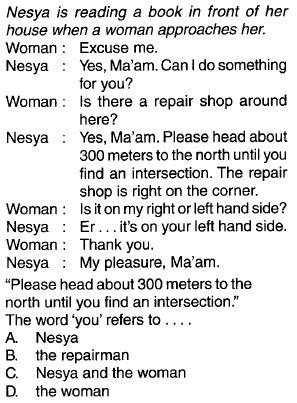 Nesya is reading a book in front of her
house when a woman approaches her.
Woman : Excuse me.
Nesya : Yes, Ma'am. Can I do something
for you?
Woman : Is there a repair shop around
here?
Nesya : Yes, Ma'am. Please head about
300 meters to the north until you
find an intersection. The repair
shop is right on the corner.
Woman : Is it on my right or left hand side?
Nesya : Er . . . it's on your left hand side.
Woman : Thank you.
Nesya : My pleasure, Ma'am.
“Please head about 300 meters to the
north until you find an intersection.”
The word ‘you’ refers to . . . .
A. Nesya
B. the repairman
C. Nesya and the woman
D. the woman